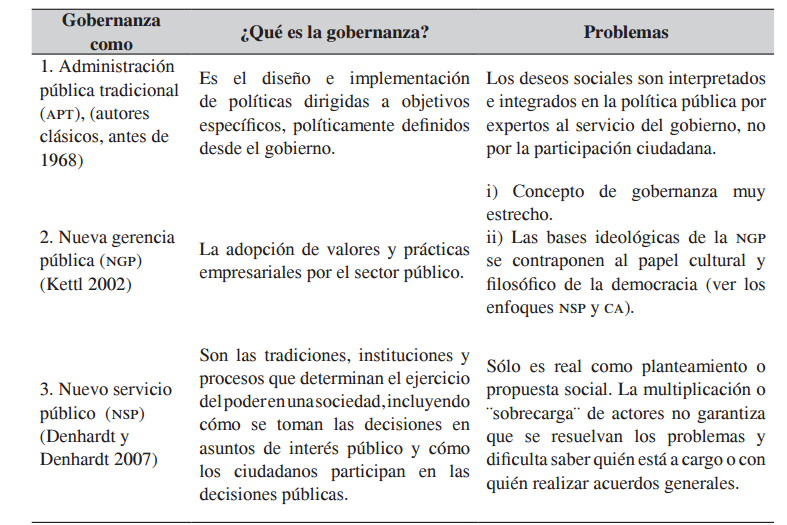 Gobernanza
como
¿Qué es la gobernanza?
Problemas
1. Administración
pública tradicional
(APT), (autores
clásicos, antes de
1968)
Es el diseño e implementación
de políticas dirigidas a objetivos
específicos, políticamente definidos
desde el gobierno.
Los deseos sociales son interpretados
e integrados en la política pública por
expertos al servicio del gobierno, no
por la participación ciudadana.
2. Nueva gerencia
pública (NGP)
(Kettl 2002)
La adopción de valores y prácticas
empresariales por el sector público.
i) Concepto de gobernanza muy
estrecho.
ii) Las bases ideológicas de la NGP
se contraponen al papel cultural y
filosófico de la democracia (ver los
enfoques NSP y CA).
3. Nuevo servicio
público (NSP)
(Denhardt y
Denhardt 2007)
Son las tradiciones, instituciones y
procesos que determinan el ejercicio
del poder en una sociedad, incluyendo
cómo se toman las decisiones en
asuntos de interés público y cómo
los ciudadanos participan en las
decisiones públicas.
Sólo es real como planteamiento o
propuesta social. La multiplicación o
¨sobrecarga¨ de actores no garantiza
que se resuelvan los problemas y
dificulta saber quién está a cargo o con
quién realizar acuerdos generales.